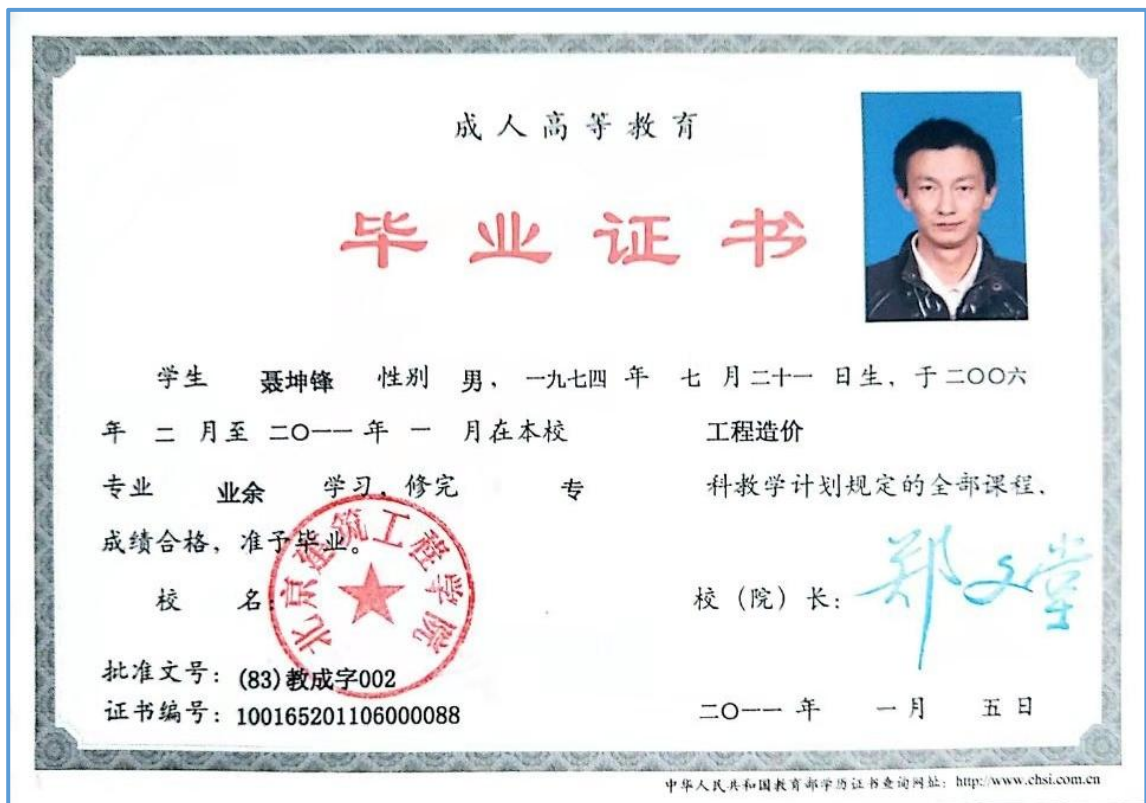 成人高等教育
毕业证书
学生 聂坤锋 性别 男、一九七四 年 七 月二十一 日生、于二〇〇六
年 二 月至 二〇一一 年 一 月在本校 工程造价
专业 业余 学习、修完 专 科教学计划规定的全部课程、
成绩合格，准予毕业。
校 名：
北京建筑工程学院
校（院）长：郑文堂
批准文号：(83)教成字002
证书编号：100165201106000088
二〇一一 年 一 月 五 日
中华人民共和国教育部学历证书查询网址：http://www.chsi.com.cn